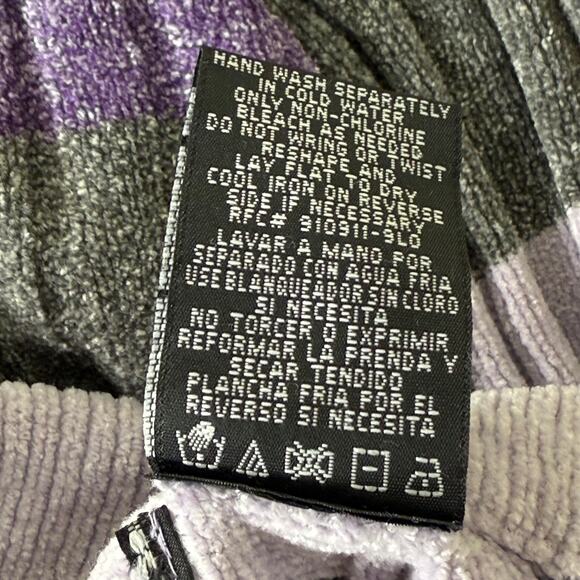 HAND WASH SEPARATELY
IN COLD WATER
ONLY NON-CHLORINE
BLEACH AS NEEDED
DO NOT WRING OR TWIST
RESHAPE AND
LAY FLAT TO DRY
COOL IRON ON REVERSE
SIDE IF NECESSARY
RFC# 910911-9L0
LAVAR A MANO POR
SEPARADO CON AGUA FRIA
USE BLANQUEADOR SIN CLORO
SI NECESITA
NO TORCER O EXPRIMIR
REFORMAR LA PRENDA Y
SECAR TENDIDO
PLANCHA FRIA POR EL
REVERSO SI NECESITA